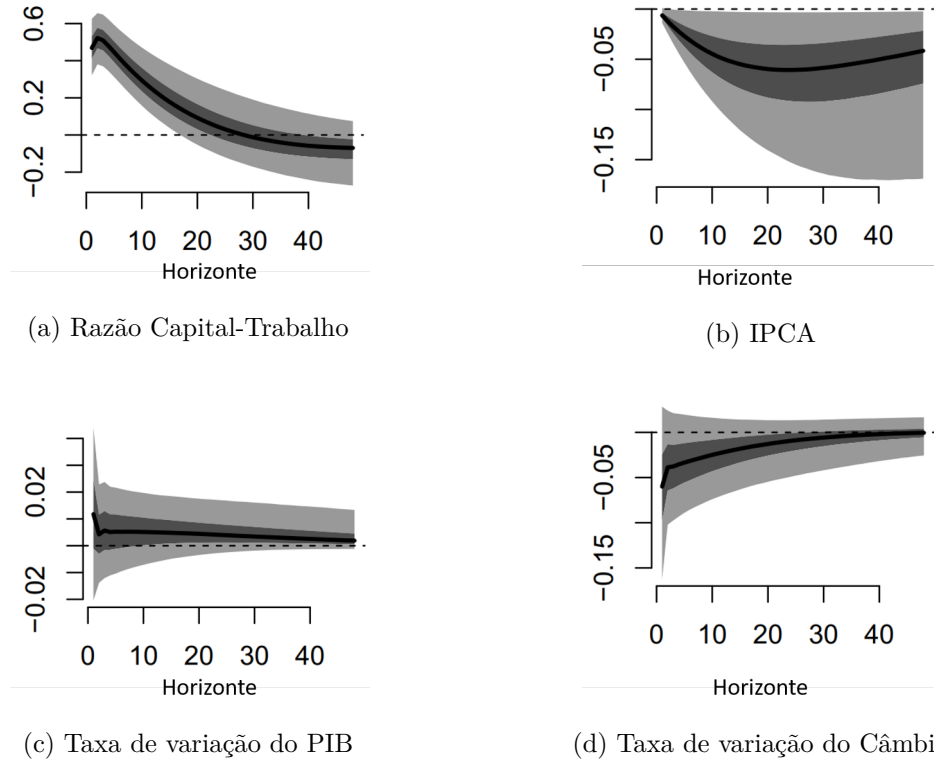 0.6
0.2
−0.2
0 10 20 30 40
Horizonte
(a) Razão Capital-Trabalho
−0.05
−0.15
0 10 20 30 40
Horizonte
(b) IPCA
0.02
−0.02
0 10 20 30 40
Horizonte
(c) Taxa de variação do PIB
−0.05
−0.15
0 10 20 30 40
Horizonte
(d) Taxa de variação do Câmbi